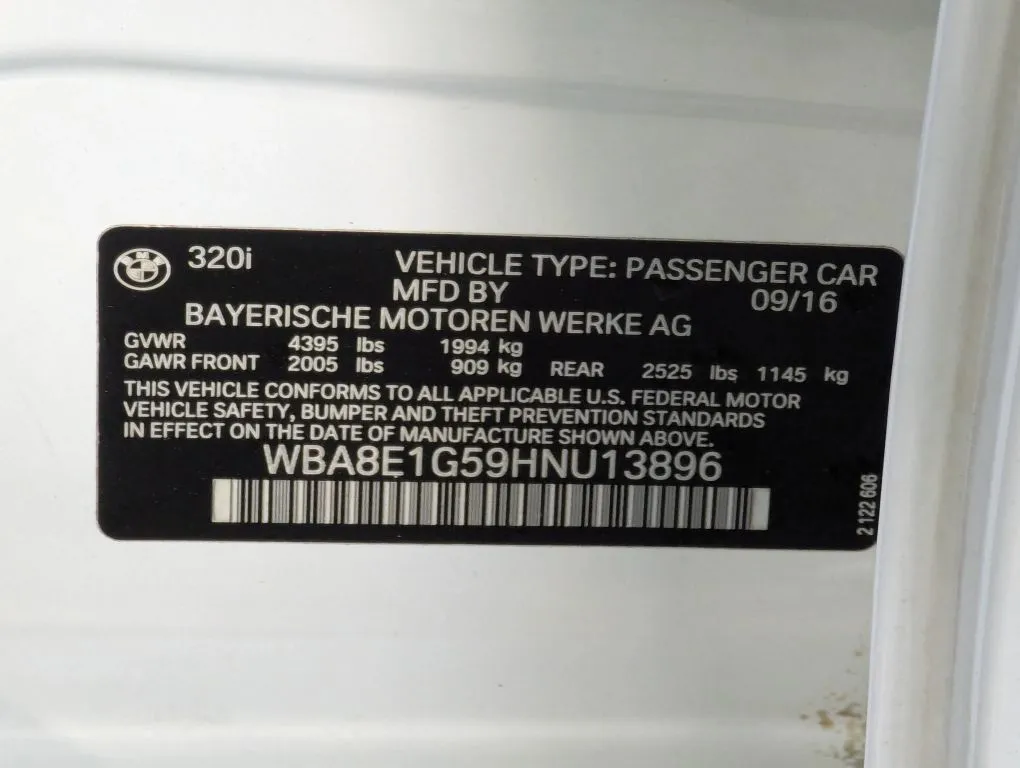 BMW
320i
VEHICLE TYPE: PASSENGER CAR
MFD BY 09/16
BAYERISCHE MOTOREN WERKE AG
GVWR 4395 lbs 1994 kg
GAWR FRONT 2005 lbs 909 kg REAR 2525 lbs 1145 kg
THIS VEHICLE CONFORMS TO ALL APPLICABLE U.S. FEDERAL MOTOR
VEHICLE SAFETY, BUMPER AND THEFT PREVENTION STANDARDS
IN EFFECT ON THE DATE OF MANUFACTURE SHOWN ABOVE.
WBA8E1G59HNU13896
2 122 606